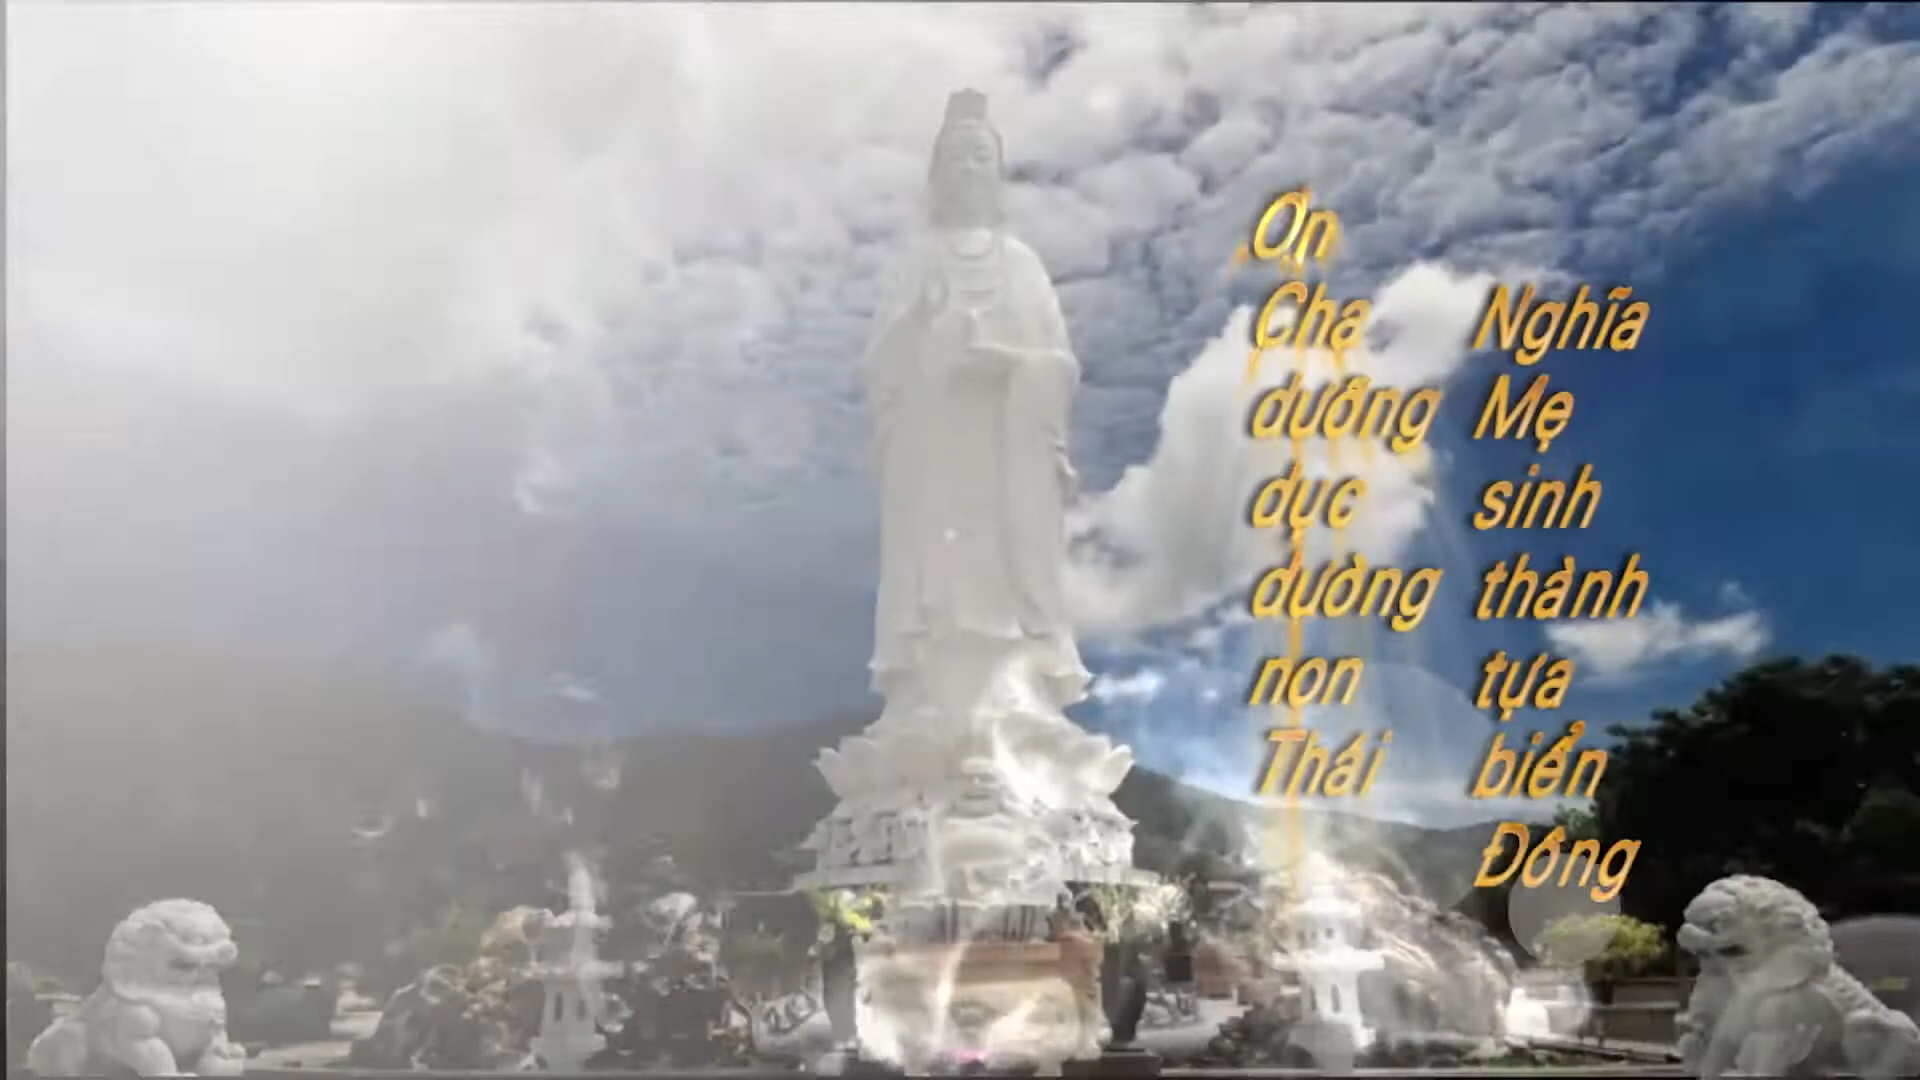 Ơn
Cha
dưỡng
dục
dường
non
Thái
Nghĩa
Mẹ
sinh
thành
tựa
biển
Đông